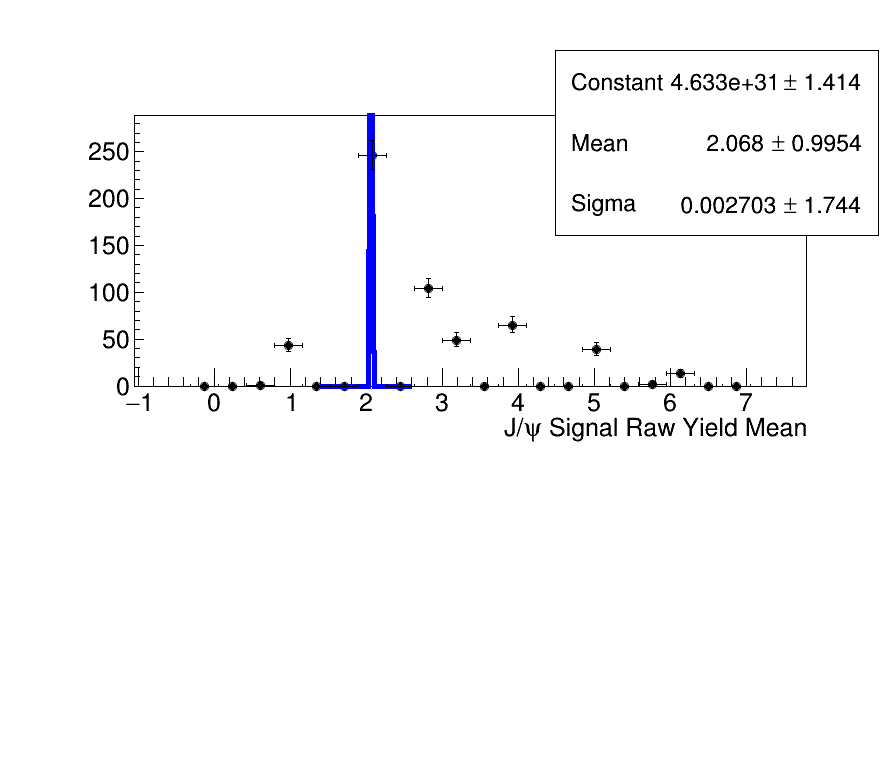 Constant 4.633e+31 ± 1.414
Mean 2.068 ± 0.9954
Sigma 0.002703 ± 1.744
250
200
150
100
50
0
−1 0 1 2 3 4 5 6 7
J/ψ Signal Raw Yield Mean